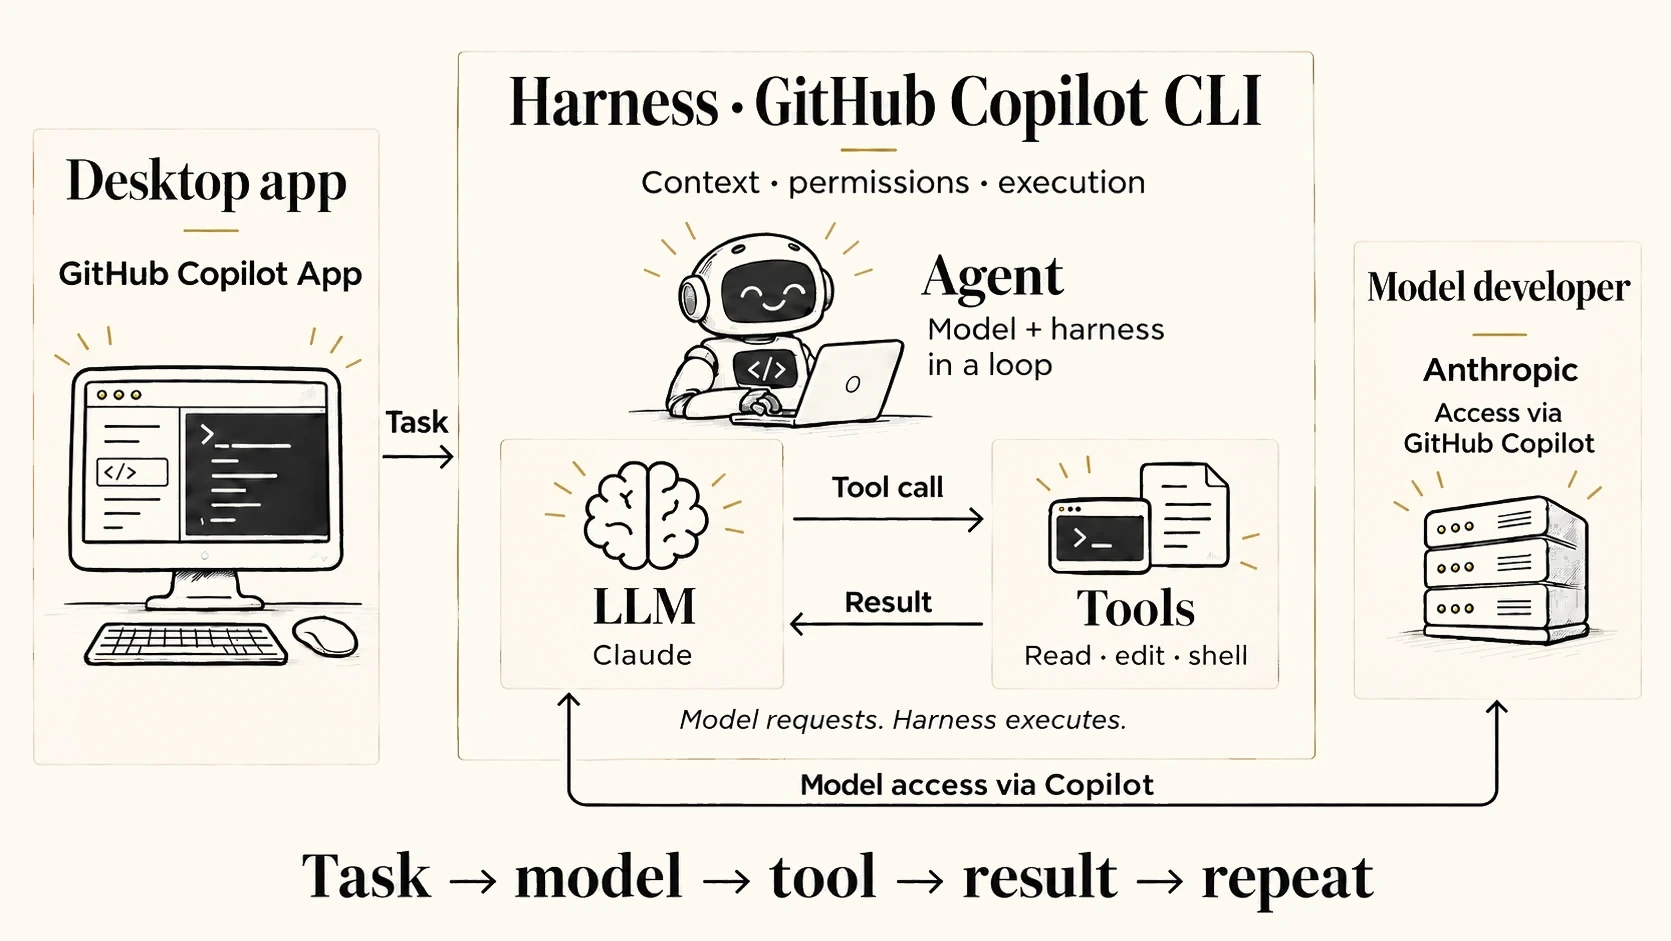 Harness · GitHub Copilot CLI
Context · permissions · execution
Desktop app
GitHub Copilot App
</>
Task
Agent
Model + harness
in a loop
</>
LLM
Claude
Tool call
Result
Tools
Read · edit · shell
Model requests. Harness executes.
Model developer
Anthropic
Access via
GitHub Copilot
Model access via Copilot
Task → model → tool → result → repeat